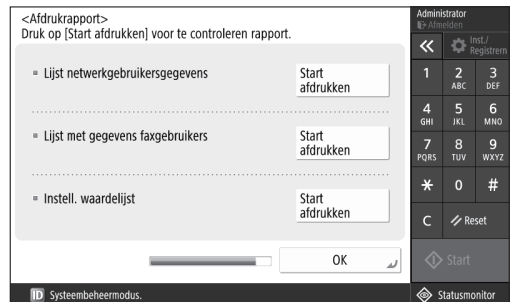 <Afdrukrapport>
Druk op [Start afdrukken] voor te controleren rapport.
Lijst netwerkgebruikersgegevens
Start
afdrukken
Lijst met gegevens faxgebruikers
Start
afdrukken
Instell. waardelijst
Start
afdrukken
OK
ID Systeembeheermodus.
Administrator
Afmelden
Inst./
Registrern
1
2
ABC
3
DEF
4
GHI
5
JKL
6
MNO
7
PQRS
8
TUV
9
WXYZ
*
0
#
C
Reset
Start
Statusmonitor